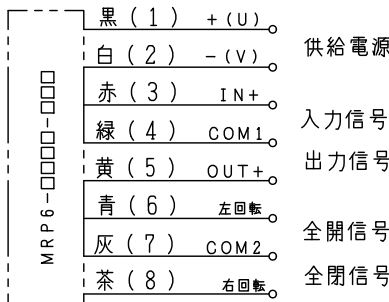 黒(1) +(U)
白(2) -(V)
供給電源
赤(3) IN+
緑(4) COM1
入力信号
黄(5) OUT+
出力信号
青(6) 左回転
灰(7) COM2
全開信号
茶(8) 右回転
全閉信号
MRP6-□□□□-□□